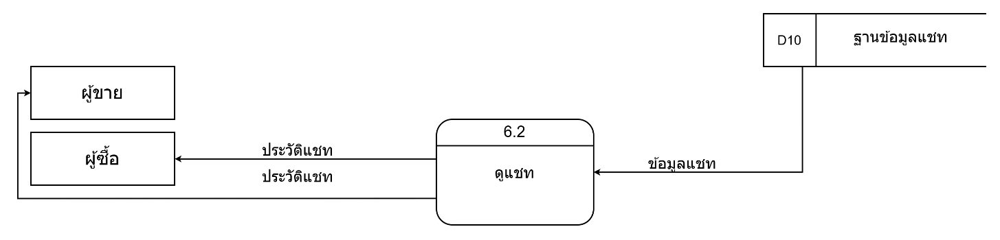 D10
ฐานข้อมูลแชท
ผู้ขาย
6.2
ผู้ซื้อ
ประวัติแชท
ข้อมูลแชท
ดูแชท
ประวัติแชท